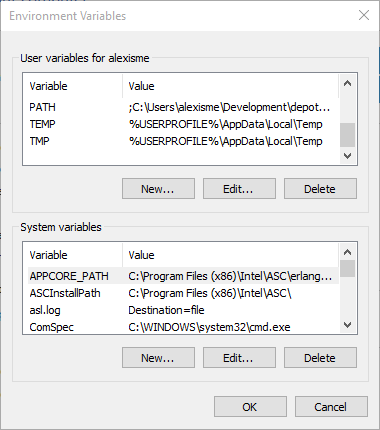 Environment Variables
User variables for alexisme
Variable Value
PATH ;C:\Users\alexisme\Development\depot...
TEMP %USERPROFILE%\AppData\Local\Temp
TMP %USERPROFILE%\AppData\Local\Temp
New... Edit... Delete
System variables
Variable Value
APPCORE_PATH C:\Program Files (x86)\Intel\ASC\erlang...
ASCInstallPath C:\Program Files (x86)\Intel\ASC\
asl.log Destination=file
ComSpec C:\WINDOWS\system32\cmd.exe
New... Edit... Delete
OK Cancel